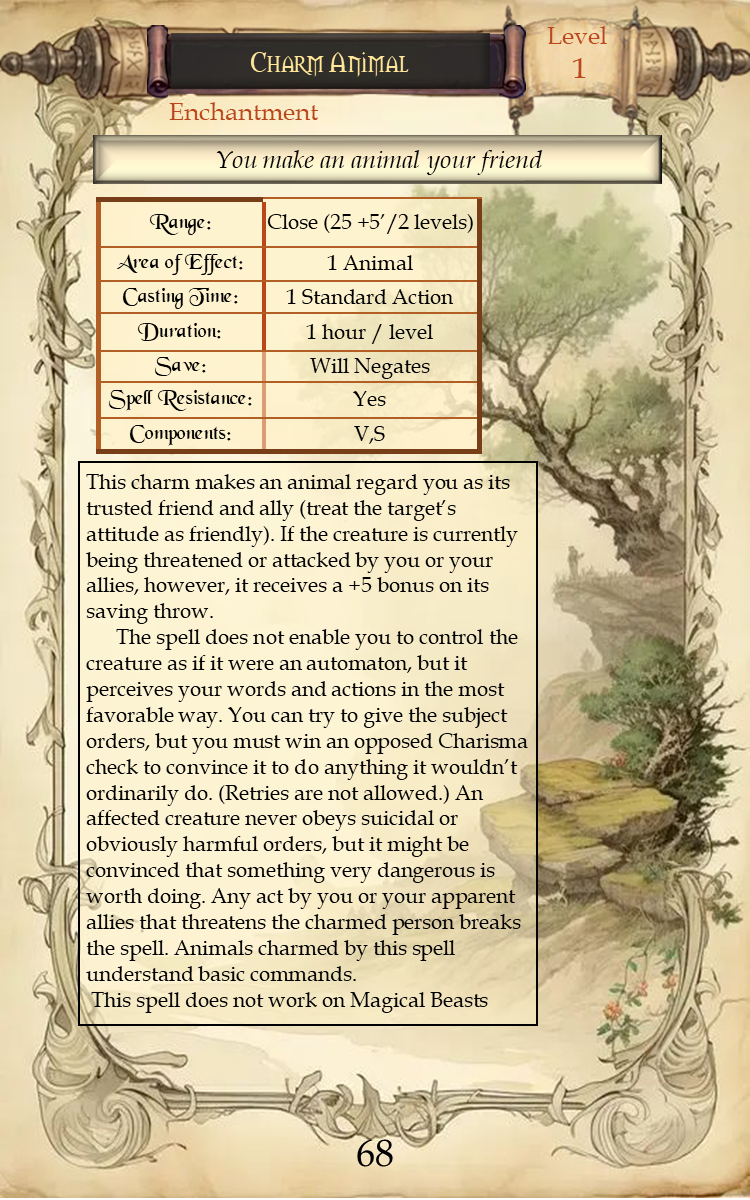 Charm Animal
Level
1
Enchantment
You make an animal your friend
Range: Close (25 +5'/2 levels)
Area of Effect: 1 Animal
Casting Time: 1 Standard Action
Duration: 1 hour / level
Save: Will Negates
Spell Resistance: Yes
Components: V,S
This charm makes an animal regard you as its
trusted friend and ally (treat the target's
attitude as friendly). If the creature is currently
being threatened or attacked by you or your
allies, however, it receives a +5 bonus on its
saving throw.
The spell does not enable you to control the
creature as if it were an automaton, but it
perceives your words and actions in the most
favorable way. You can try to give the subject
orders, but you must win an opposed Charisma
check to convince it to do anything it wouldn't
ordinarily do. (Retries are not allowed.) An
affected creature never obeys suicidal or
obviously harmful orders, but it might be
convinced that something very dangerous is
worth doing. Any act by you or your apparent
allies that threatens the charmed person breaks
the spell. Animals charmed by this spell
understand basic commands.
This spell does not work on Magical Beasts
68